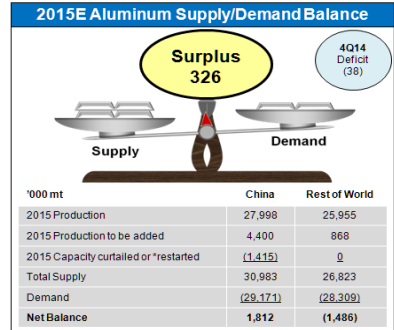 2015E Aluminum Supply/Demand Balance
Surplus
326
4Q14
Deficit
(38)
Supply
Demand
'000 mt China Rest of World
2015 Production 27,998 25,955
2015 Production to be added 4,400 868
2015 Capacity curtailed or *restarted (1,415) 0
Total Supply 30,983 26,823
Demand (29,171) (28,309)
Net Balance 1,812 (1,486)